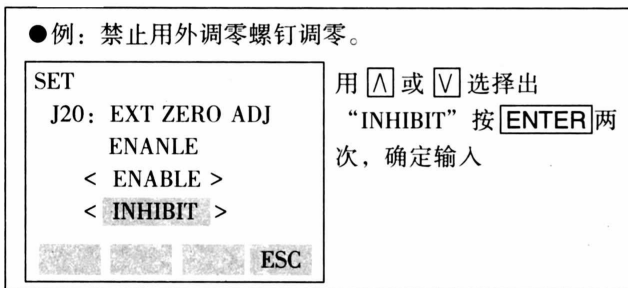 ●例：禁止用外调零螺钉调零。
SET
J20：EXT ZERO ADJ
ENANLE
< ENABLE >
< INHIBIT >
ESC
用 Λ 或 V 选择出
“INHIBIT”按 ENTER 两
次，确定输入